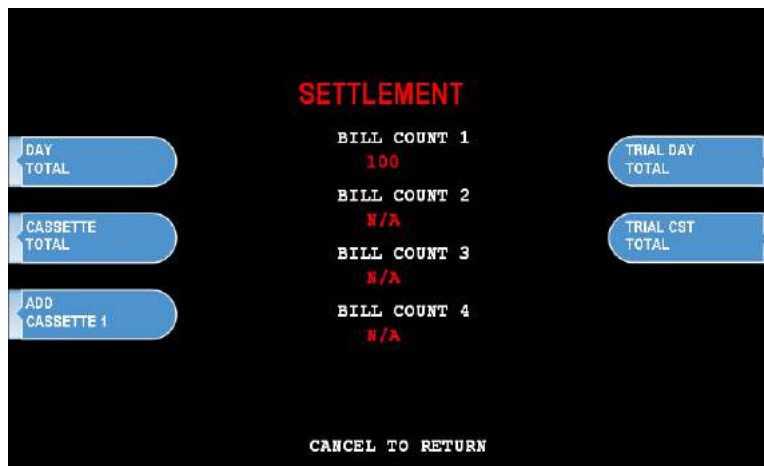 SETTLEMENT
BILL COUNT 1
100
BILL COUNT 2
N/A
BILL COUNT 3
N/A
BILL COUNT 4
N/A
DAY
TOTAL
CASSETTE
TOTAL
ADD
CASSETTE 1
TRIAL DAY
TOTAL
TRIAL CST
TOTAL
CANCEL TO RETURN